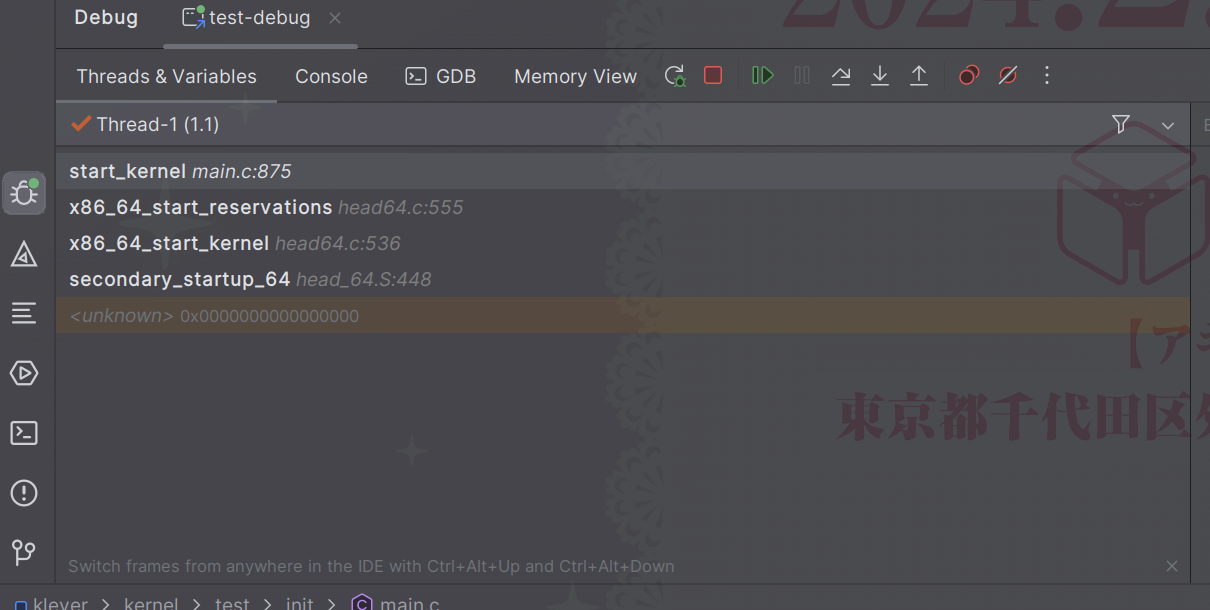 Debug
test-debug
2024.2
Threads & Variables
Console
GDB
Memory View
Thread-1 (1.1)
start_kernel main.c:875
x86_64_start_reservations head64.c:555
x86_64_start_kernel head64.c:536
secondary_startup_64 head_64.S:448
<unknown> 0x0000000000000000
【ア
東京都千代田区
Switch frames from anywhere in the IDE with Ctrl+Alt+Up and Ctrl+Alt+Down
klever > kernel > test > init > main.c